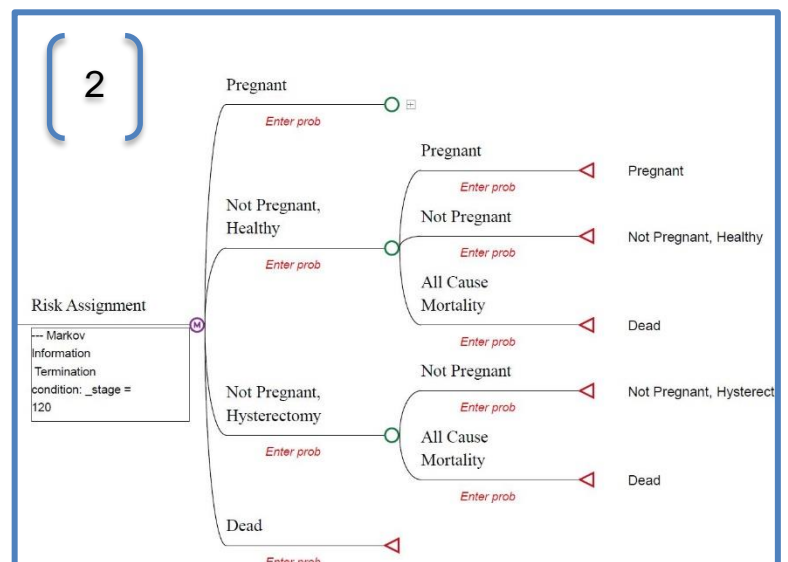 2
Pregnant
Enter prob
Pregnant
Enter prob
Pregnant
Not Pregnant,
Healthy
Enter prob
Not Pregnant
Enter prob
Not Pregnant, Healthy
All Cause
Mortality
Enter prob
Dead
Risk Assignment
M
--- Markov
Information
Termination
condition: _stage =
120
Not Pregnant,
Hysterectomy
Enter prob
Not Pregnant
Enter prob
Not Pregnant, Hysterect
All Cause
Mortality
Enter prob
Dead
Dead
Enter prob